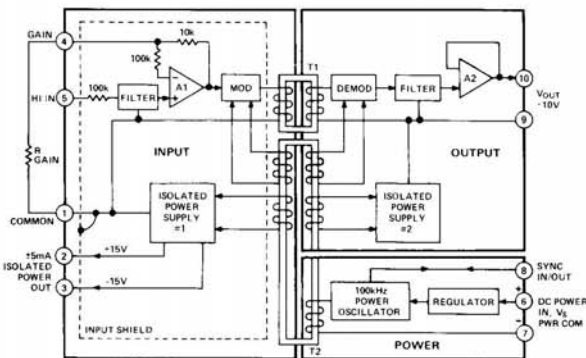 GAIN
4
10k
100k
T1
A1
A2
HI IN
5
100k
FILTER
MOD
DEMOD
FILTER
10
VOUT
-10V
9
R
GAIN
INPUT
OUTPUT
COMMON
1
ISOLATED
POWER
SUPPLY
=1
ISOLATED
POWER
SUPPLY
=2
±5mA
ISOLATED
POWER
OUT
2
+15V
3
-15V
INPUT SHIELD
T2
100kHz
POWER
OSCILLATOR
REGULATOR
POWER
8
SYNC
IN/OUT
+
6
DC POWER
IN, VS
-
PWR COM
7